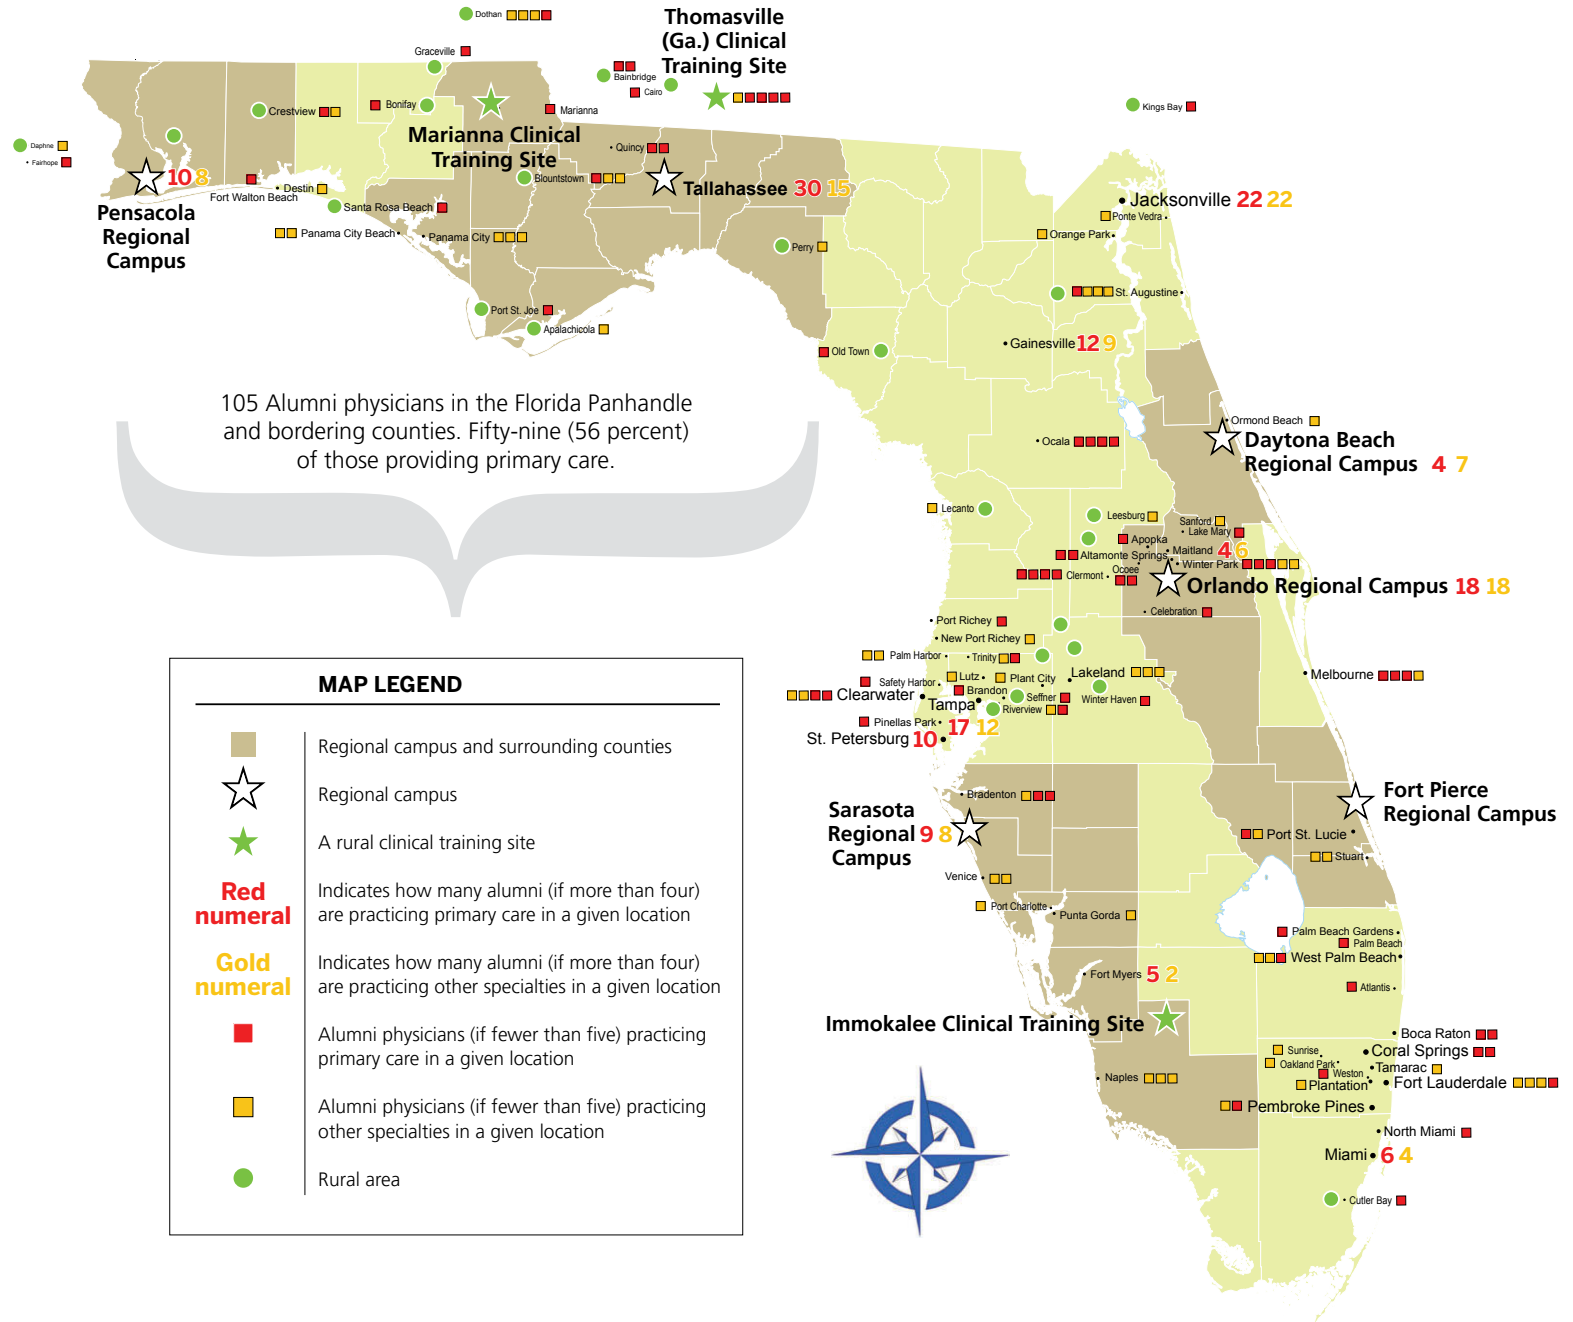 Dothan
Thomasville
(Ga.) Clinical
Training Site
Graceville
Bainbridge
Cairo
Kings Bay
Crestview
Bonifay
Marianna
Marianna Clinical
Training Site
Daphne
Fairhope
Quincy
10 8
Destin
Fort Walton Beach
Blountstown
Tallahassee 30 15
Pensacola
Regional
Campus
Santa Rosa Beach
Panama City Beach
Panama City
Perry
Port St. Joe
Apalachicola
Jacksonville 22 22
Ponte Vedra
Orange Park
St. Augustine
Gainesville 12 9
Old Town
105 Alumni physicians in the Florida Panhandle
and bordering counties. Fifty-nine (56 percent)
of those providing primary care.
Ormond Beach
Daytona Beach
Regional Campus 4 7
Ocala
Lecanto
Leesburg
Sanford
Lake Mary
Apopka
Maitland 4 6
Altamonte Springs
Winter Park
Clermont
Ocoee
Orlando Regional Campus 18 18
Celebration
Port Richey
New Port Richey
Palm Harbor
Trinity
Lakeland
Melbourne
Safety Harbor
Lutz
Plant City
Clearwater
Brandon
Seffner
Winter Haven
Tampa
Riverview
Pinellas Park
17 12
St. Petersburg 10
Bradenton
Sarasota
Regional
Campus
9 8
Fort Pierce
Regional Campus
Port St. Lucie
Stuart
Venice
Port Charlotte
Punta Gorda
Palm Beach Gardens
Palm Beach
West Palm Beach
Fort Myers 5 2
Atlantis
Immokalee Clinical Training Site
Boca Raton
Sunrise
Coral Springs
Oakland Park
Tamarac
Weston
Naples
Plantation
Fort Lauderdale
Pembroke Pines
North Miami
Miami 6 4
Cutler Bay
MAP LEGEND
Regional campus and surrounding counties
Regional campus
A rural clinical training site
Red
numeral
Indicates how many alumni (if more than four)
are practicing primary care in a given location
Gold
numeral
Indicates how many alumni (if more than four)
are practicing other specialties in a given location
Alumni physicians (if fewer than five) practicing
primary care in a given location
Alumni physicians (if fewer than five) practicing
other specialties in a given location
Rural area